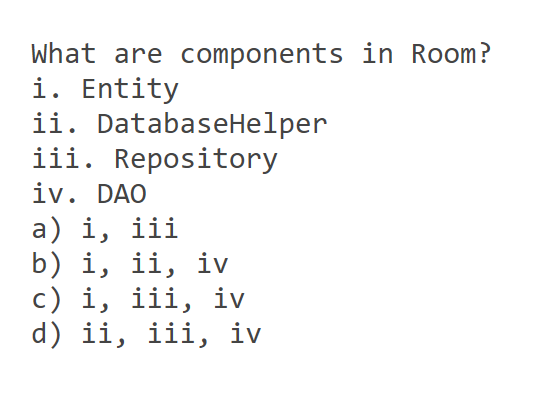 What are components in Room?
i. Entity
ii. DatabaseHelper
iii. Repository
iv. DAO
a) i, iii
b) i, ii, iv
c) i, iii, iv
d) ii, iii, iv